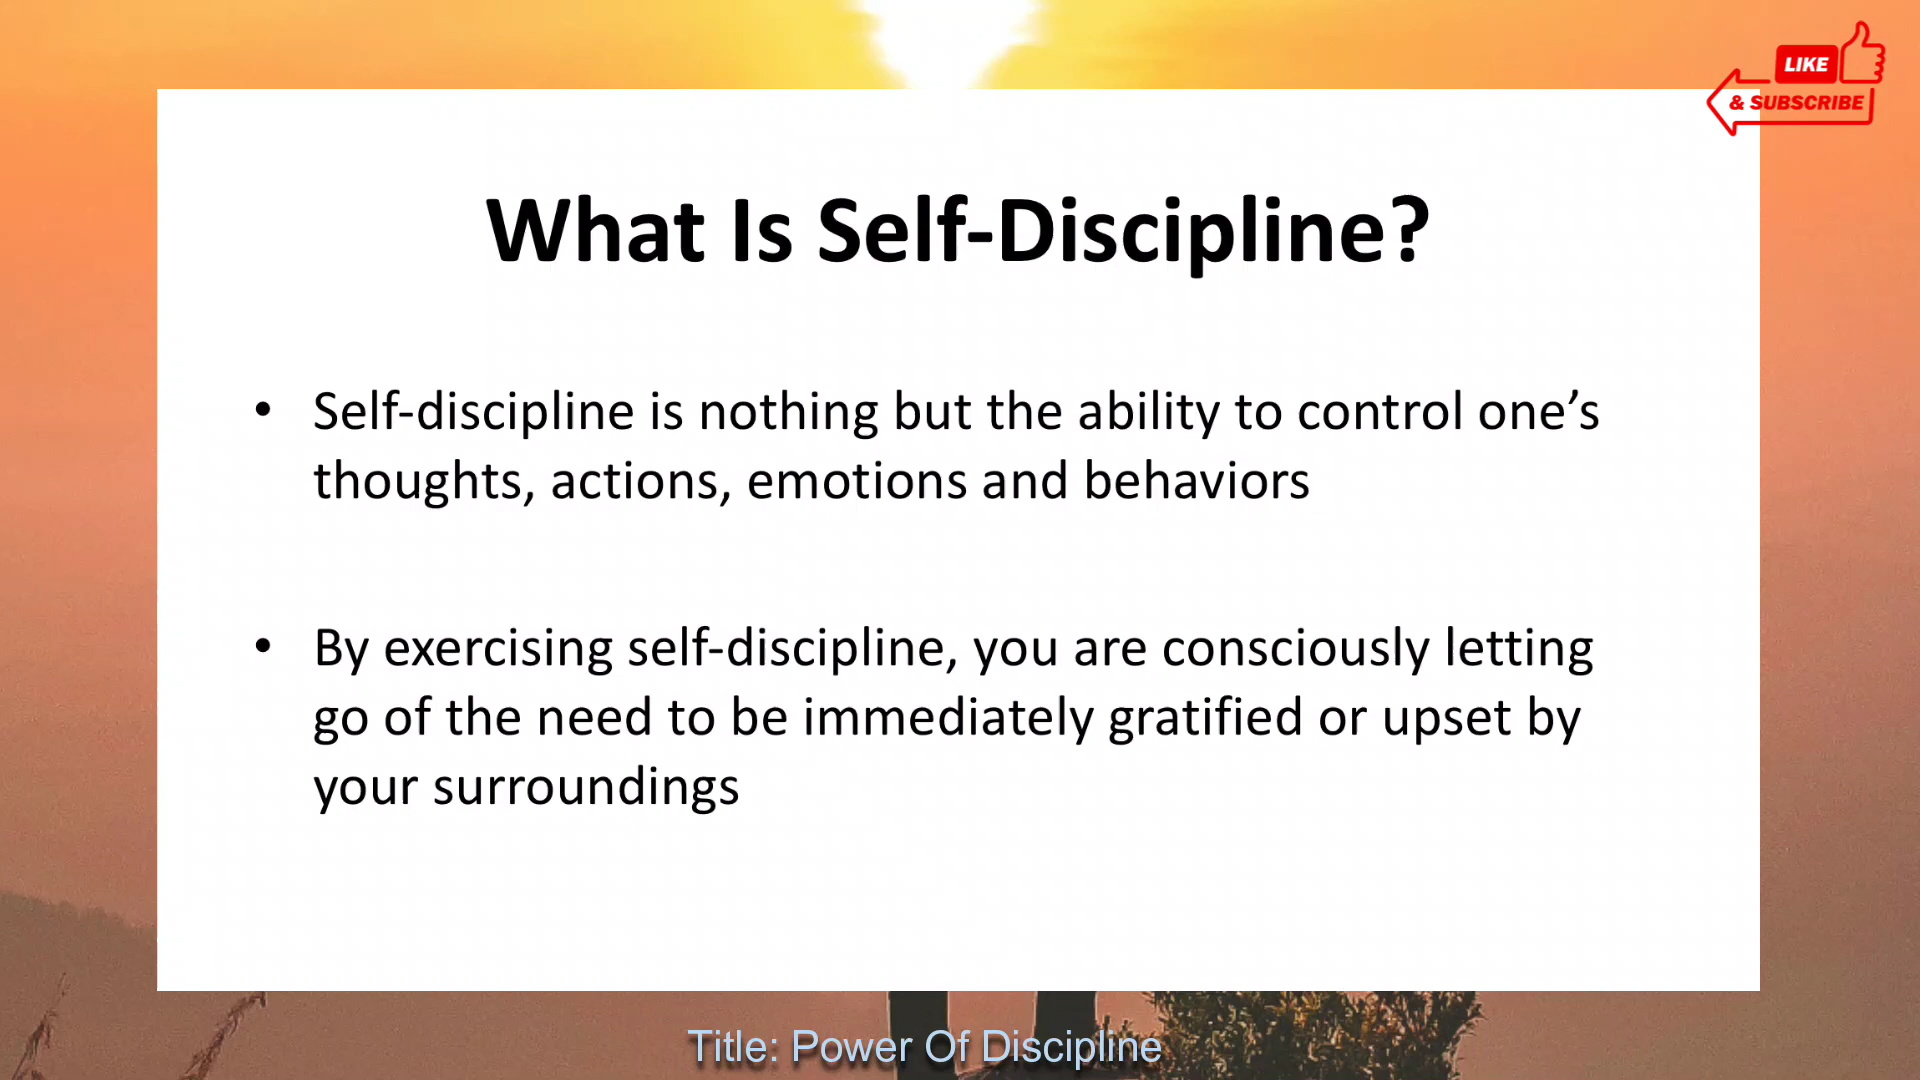 LIKE
& SUBSCRIBE
What Is Self-Discipline?
• Self-discipline is nothing but the ability to control one’s
thoughts, actions, emotions and behaviors
• By exercising self-discipline, you are consciously letting
go of the need to be immediately gratified or upset by
your surroundings
Title: Power Of Discipline